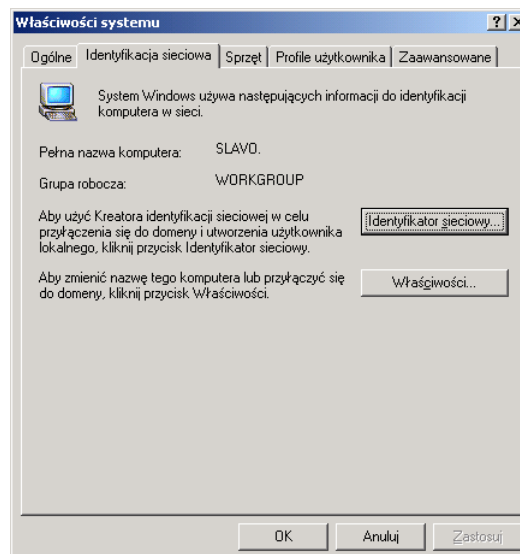 Właściwości systemu
Ogólne Identyfikacja sieciowa Sprzęt Profile użytkownika Zaawansowane
System Windows używa następujących informacji do identyfikacji
komputera w sieci.
Pełna nazwa komputera: SLAVO.
Grupa robocza: WORKGROUP
Aby użyć Kreatora identyfikacji sieciowej w celu
przyłączenia się do domeny i utworzenia użytkownika
lokalnego, kliknij przycisk Identyfikator sieciowy.
Identyfikator sieciowy...
Aby zmienić nazwę tego komputera lub przyłączyć się
do domeny, kliknij przycisk Właściwości.
Właściwości...
OK Anuluj Zastosuj